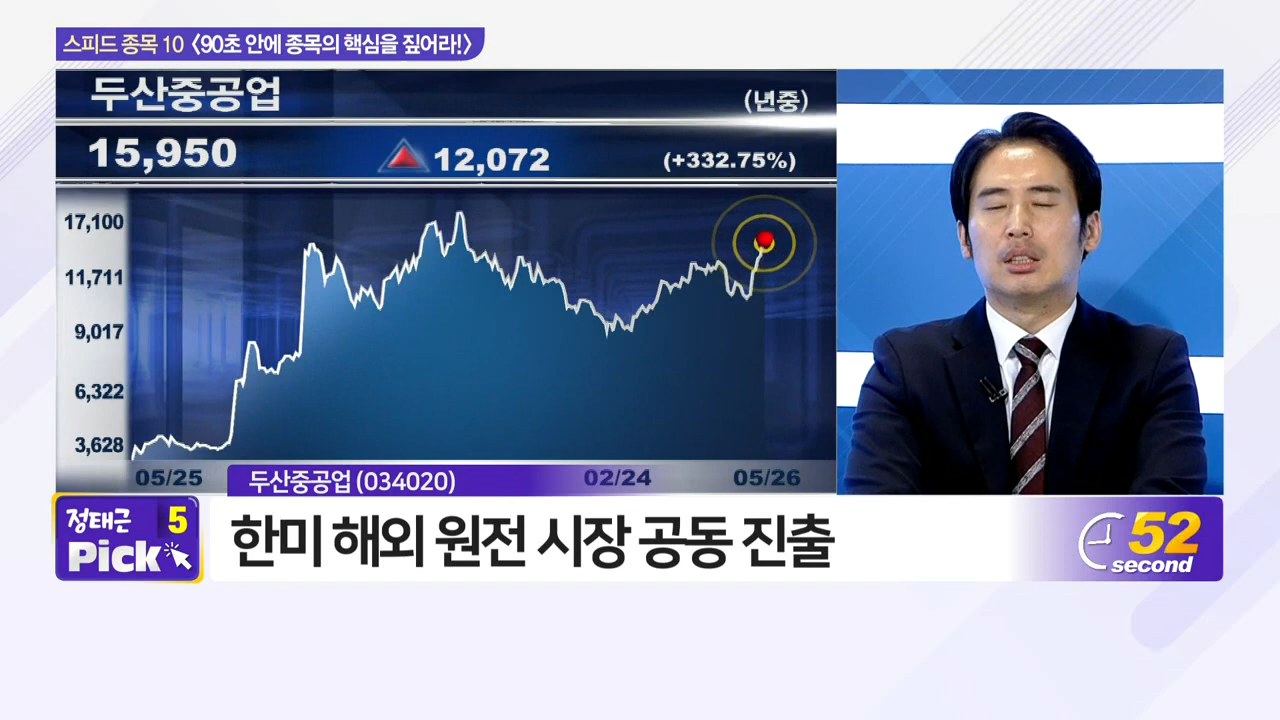 스피드 종목 10 <90초 안에 종목의 핵심을 짚어라!>
두산중공업 (년중)
15,950 ▲ 12,072 (+332.75%)
17,100
11,711
9,017
6,322
3,628
05/25 02/24 05/26
두산중공업 (034020)
정태근 5
Pick
한미 해외 원전 시장 공동 진출
52
second